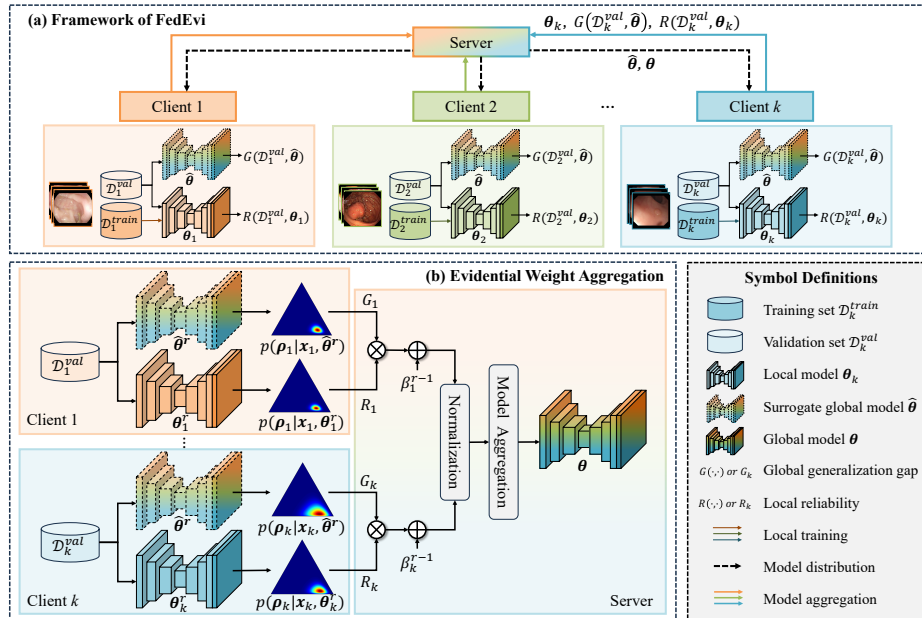 (a) Framework of FedEvi
θ_k, G(𝒟_k^{val}, θ̂), R(𝒟_k^{val}, θ_k)
Server
θ̂, θ
Client 1
Client 2
...
Client k
𝒟_1^{val}
θ̂
G(𝒟_1^{val}, θ̂)
𝒟_1^{train}
θ_1
R(𝒟_1^{val}, θ_1)
𝒟_2^{val}
θ̂
G(𝒟_2^{val}, θ̂)
𝒟_2^{train}
θ_2
R(𝒟_2^{val}, θ_2)
𝒟_k^{val}
θ̂
G(𝒟_k^{val}, θ̂)
𝒟_k^{train}
θ_k
R(𝒟_k^{val}, θ_k)
(b) Evidential Weight Aggregation
𝒟_1^{val}
θ̂^r
p(ρ_1|x_1, θ̂^r)
G_1
θ_1^r
p(ρ_1|x_1, θ_1^r)
R_1
β_1^{r-1}
Client 1
⋮
𝒟_k^{val}
θ̂^r
p(ρ_k|x_k, θ̂^r)
G_k
θ_k^r
p(ρ_k|x_k, θ_k^r)
R_k
β_k^{r-1}
Client k
Normalization
Model Aggregation
θ
Server
Symbol Definitions
Training set 𝒟_k^{train}
Validation set 𝒟_k^{val}
Local model θ_k
Surrogate global model θ̂
Global model θ
G(·,·) or G_k Global generalization gap
R(·,·) or R_k Local reliability
Local training
Model distribution
Model aggregation